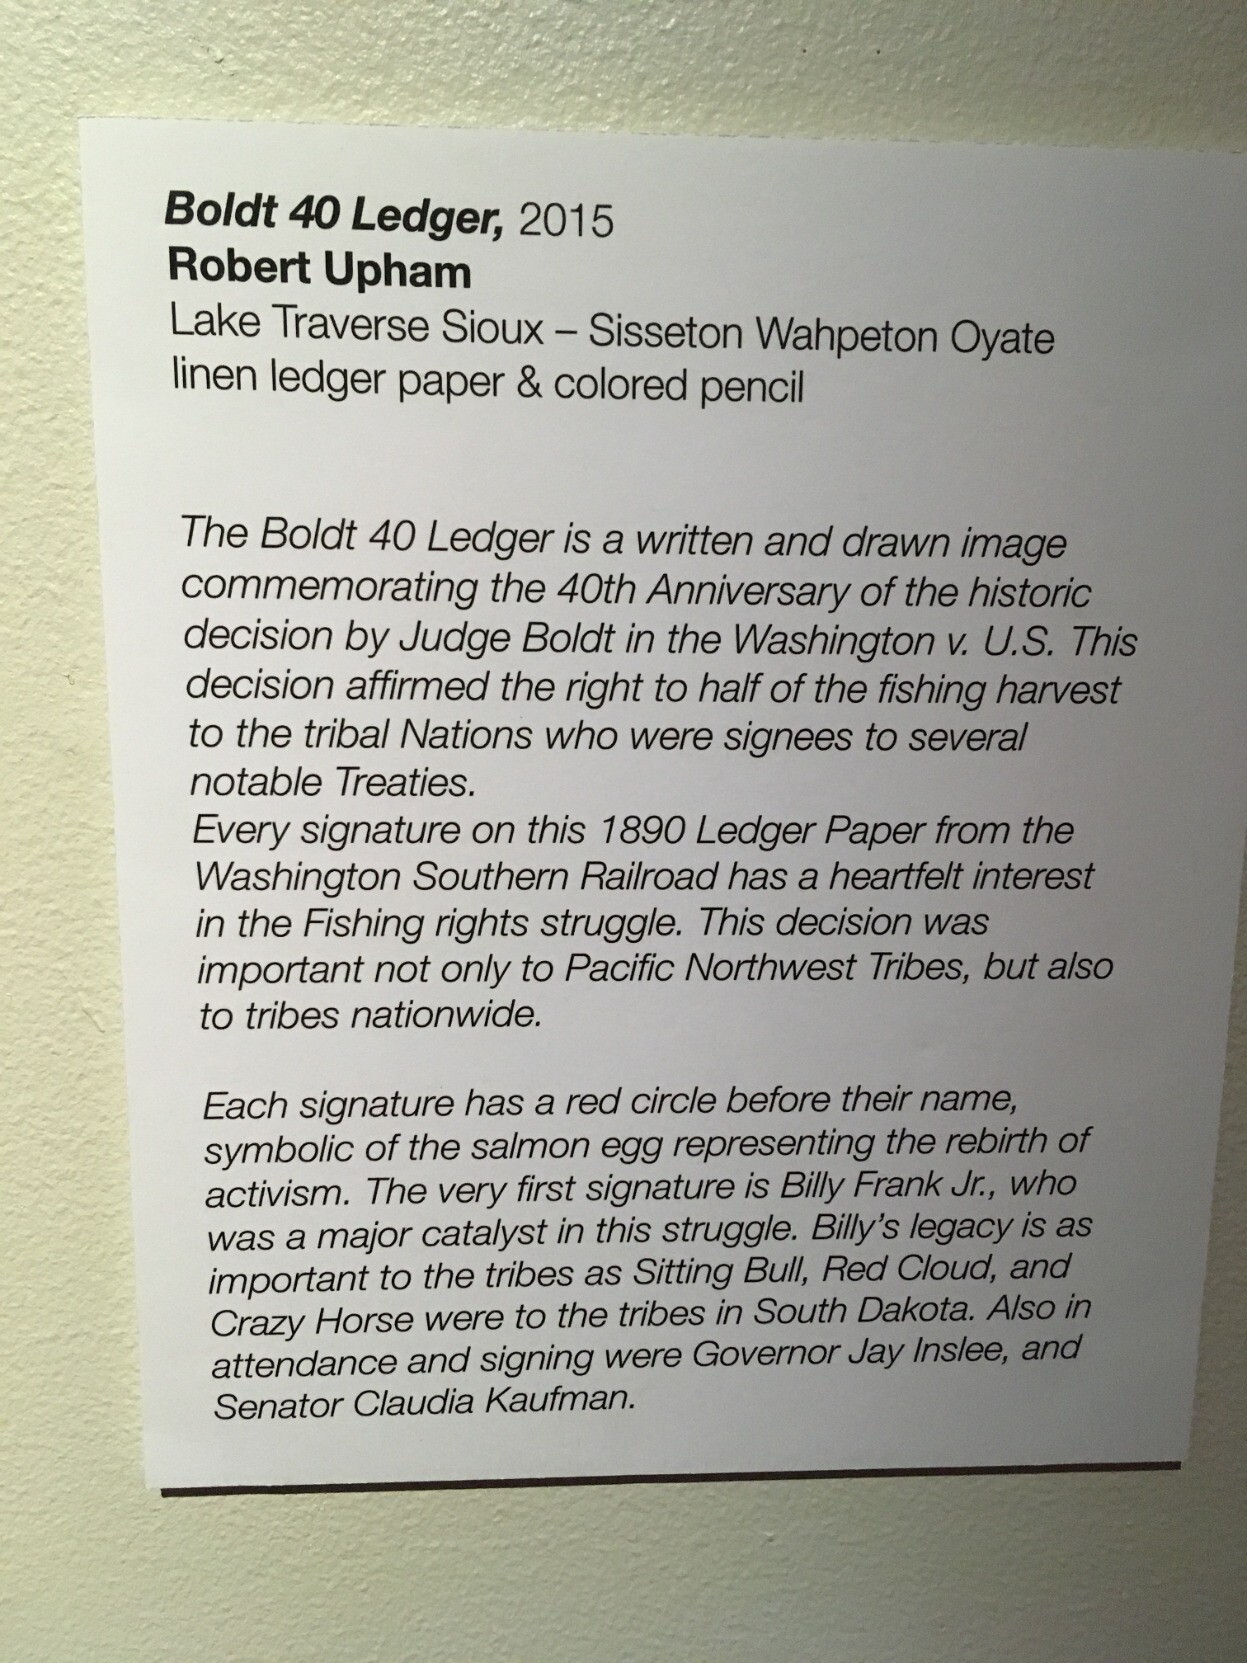 Boldt 40 Ledger, 2015
Robert Upham
Lake Traverse Sioux – Sisseton Wahpeton Oyate
linen ledger paper & colored pencil
The Boldt 40 Ledger is a written and drawn image
commemorating the 40th Anniversary of the historic
decision by Judge Boldt in the Washington v. U.S. This
decision affirmed the right to half of the fishing harvest
to the tribal Nations who were signees to several
notable Treaties.
Every signature on this 1890 Ledger Paper from the
Washington Southern Railroad has a heartfelt interest
in the Fishing rights struggle. This decision was
important not only to Pacific Northwest Tribes, but also
to tribes nationwide.
Each signature has a red circle before their name,
symbolic of the salmon egg representing the rebirth of
activism. The very first signature is Billy Frank Jr., who
was a major catalyst in this struggle. Billy's legacy is as
important to the tribes as Sitting Bull, Red Cloud, and
Crazy Horse were to the tribes in South Dakota. Also in
attendance and signing were Governor Jay Inslee, and
Senator Claudia Kaufman.